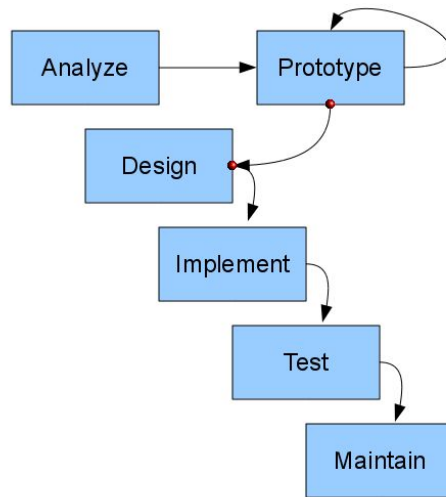 Analyze
Prototype
Design
Implement
Test
Maintain